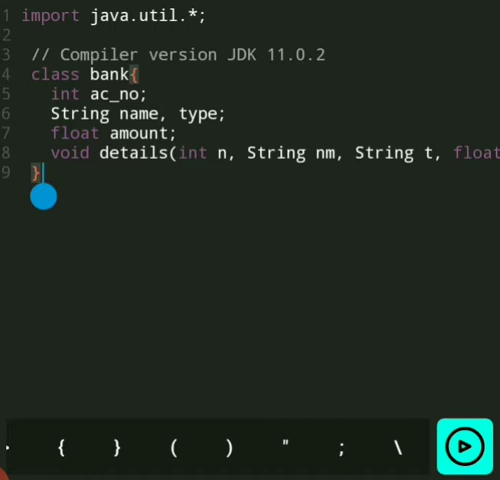 1 import java.util.*;
2
3 // Compiler version JDK 11.0.2
4 class bank{
5 int ac_no;
6 String name, type;
7 float amount;
8 void details(int n, String nm, String t, float
9 }
{ } ( ) " ; \